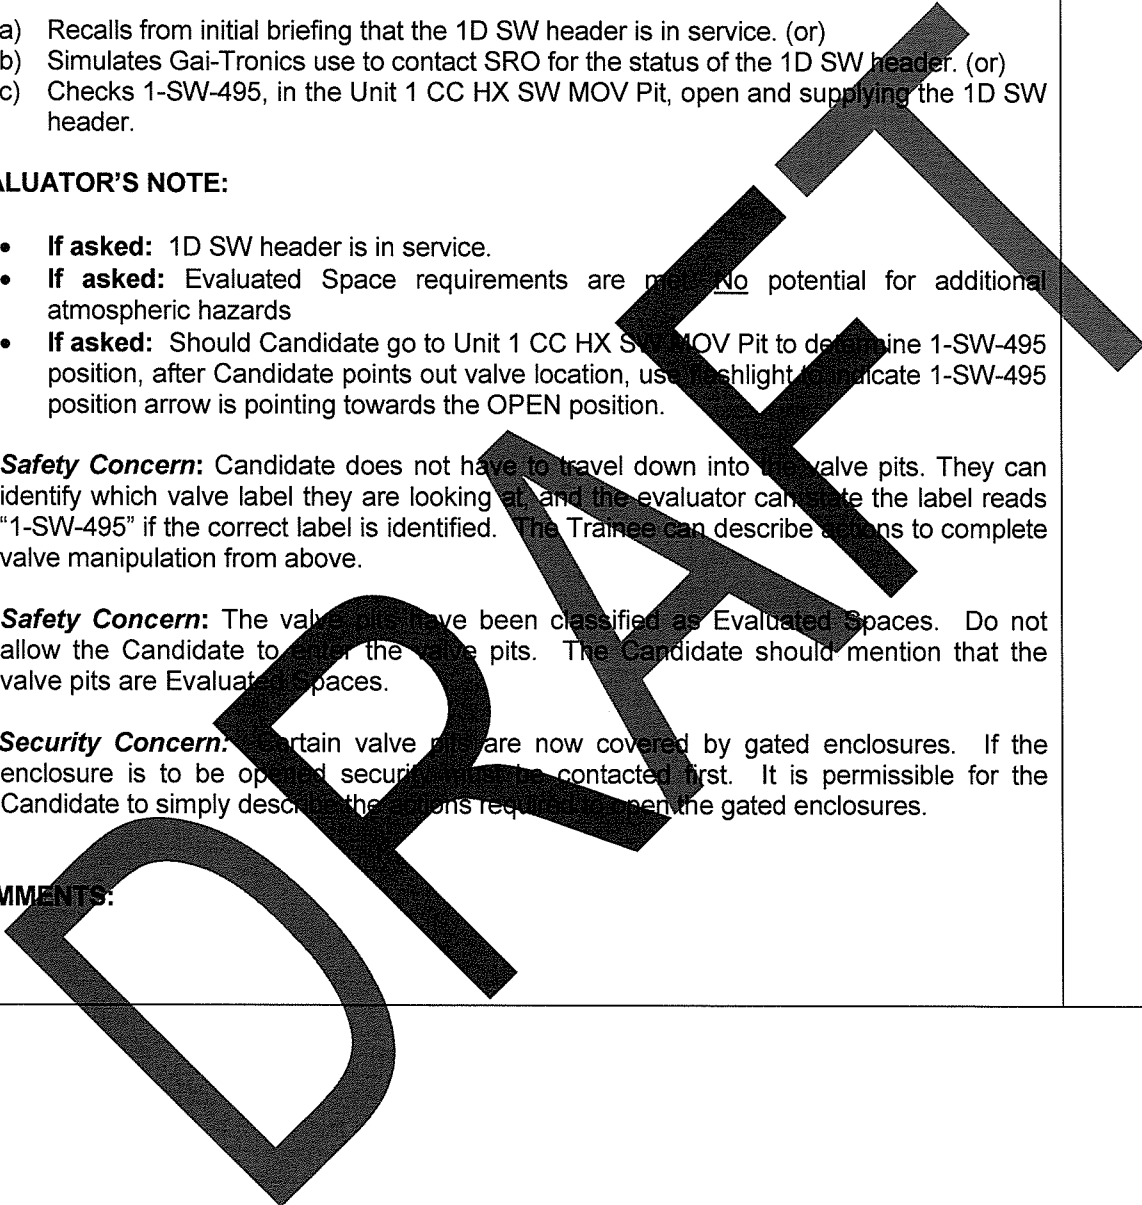 a) Recalls from initial briefing that the 1D SW header is in service. (or)
b) Simulates Gai-Tronics use to contact SRO for the status of the 1D SW header. (or)
c) Checks 1-SW-495, in the Unit 1 CC HX SW MOV Pit, open and supplying the 1D SW
header.
ALUATOR'S NOTE:
• If asked: 1D SW header is in service.
• If asked: Evaluated Space requirements are met. No potential for additional
atmospheric hazards
• If asked: Should Candidate go to Unit 1 CC HX SW MOV Pit to determine 1-SW-495
position, after Candidate points out valve location, use flashlight to indicate 1-SW-495
position arrow is pointing towards the OPEN position.
Safety Concern: Candidate does not have to travel down into the valve pits. They can
identify which valve label they are looking at, and the evaluator can state the label reads
“1-SW-495” if the correct label is identified. The Trainee can describe actions to complete
valve manipulation from above.
Safety Concern: The valve pits have been classified as Evaluated Spaces. Do not
allow the Candidate to enter the valve pits. The Candidate should mention that the
valve pits are Evaluated Spaces.
Security Concern: Certain valve pits are now covered by gated enclosures. If the
enclosure is to be opened security must be contacted first. It is permissible for the
Candidate to simply describe the actions required to open the gated enclosures.
MMENTS:
DRAFT